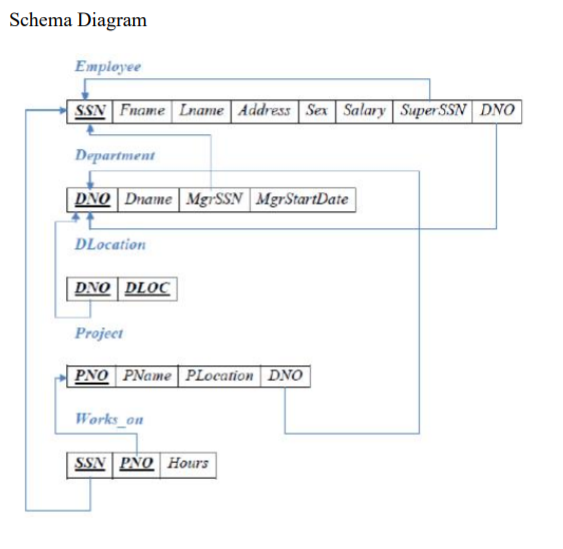 Schema Diagram
Employee
SSN Fname Lname Address Sex Salary SuperSSN DNO
Department
DNO Dname MgrSSN MgrStartDate
DLocation
DNO DLOC
Project
PNO PName PLocation DNO
Works_on
SSN PNO Hours